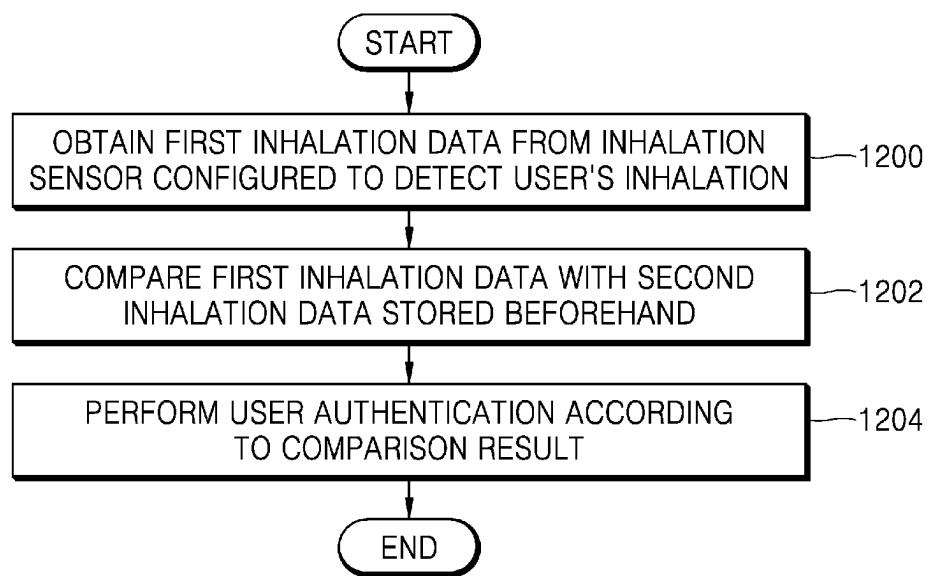 START
OBTAIN FIRST INHALATION DATA FROM INHALATION
SENSOR CONFIGURED TO DETECT USER'S INHALATION
1200
COMPARE FIRST INHALATION DATA WITH SECOND
INHALATION DATA STORED BEFOREHAND
1202
PERFORM USER AUTHENTICATION ACCORDING
TO COMPARISON RESULT
1204
END